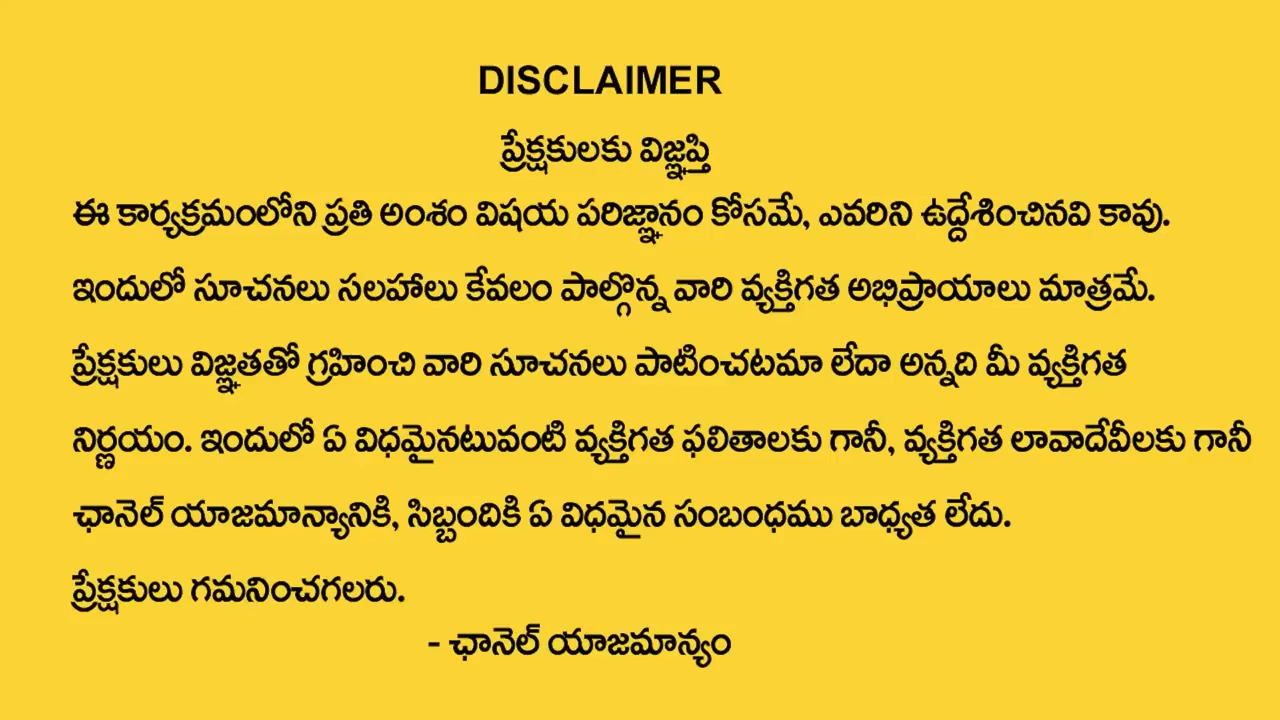 DISCLAIMER
ప్రేక్షకులకు విజ్ఞప్తి
ఈ కార్యక్రమంలోని ప్రతి అంశం విషయ పరిజ్ఞానం కోసమే, ఎవరిని ఉద్దేశించినవి కావు.
ఇందులో సూచనలు సలహాలు కేవలం పాల్గొన్న వారి వ్యక్తిగత అభిప్రాయాలు మాత్రమే.
ప్రేక్షకులు విజ్ఞతతో గ్రహించి వారి సూచనలు పాటించటమా లేదా అన్నది మీ వ్యక్తిగత
నిర్ణయం. ఇందులో ఏ విధమైనటువంటి వ్యక్తిగత ఫలితాలకు గానీ, వ్యక్తిగత లావాదేవీలకు గానీ
ఛానెల్ యాజమాన్యానికి, సిబ్బందికి ఏ విధమైన సంబంధము బాధ్యత లేదు.
ప్రేక్షకులు గమనించగలరు.
- ఛానెల్ యాజమాన్యం